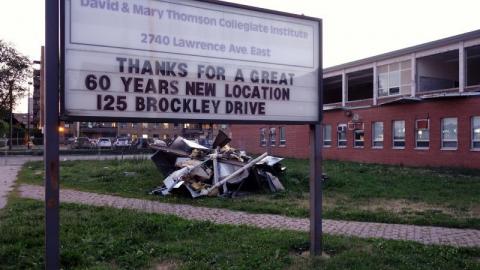 David & Mary Thomson Collegiate Institute
2740 Lawrence Ave. East
THANKS FOR A GREAT
60 YEARS NEW LOCATION
125 BROCKLEY DRIVE